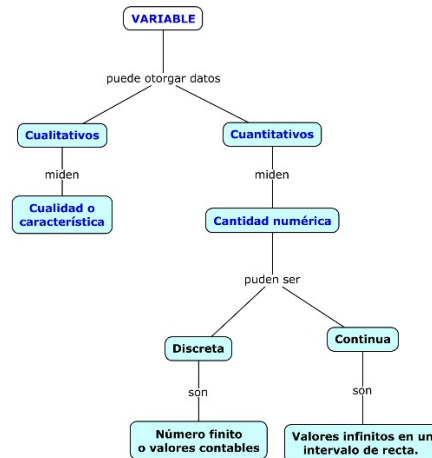 VARIABLE
puede otorgar datos
Cualitativos
Cuantitativos
miden
miden
Cualidad o
característica
Cantidad numérica
puden ser
Discreta
Continua
son
son
Número finito
o valores contables
Valores infinitos en un
intervalo de recta.